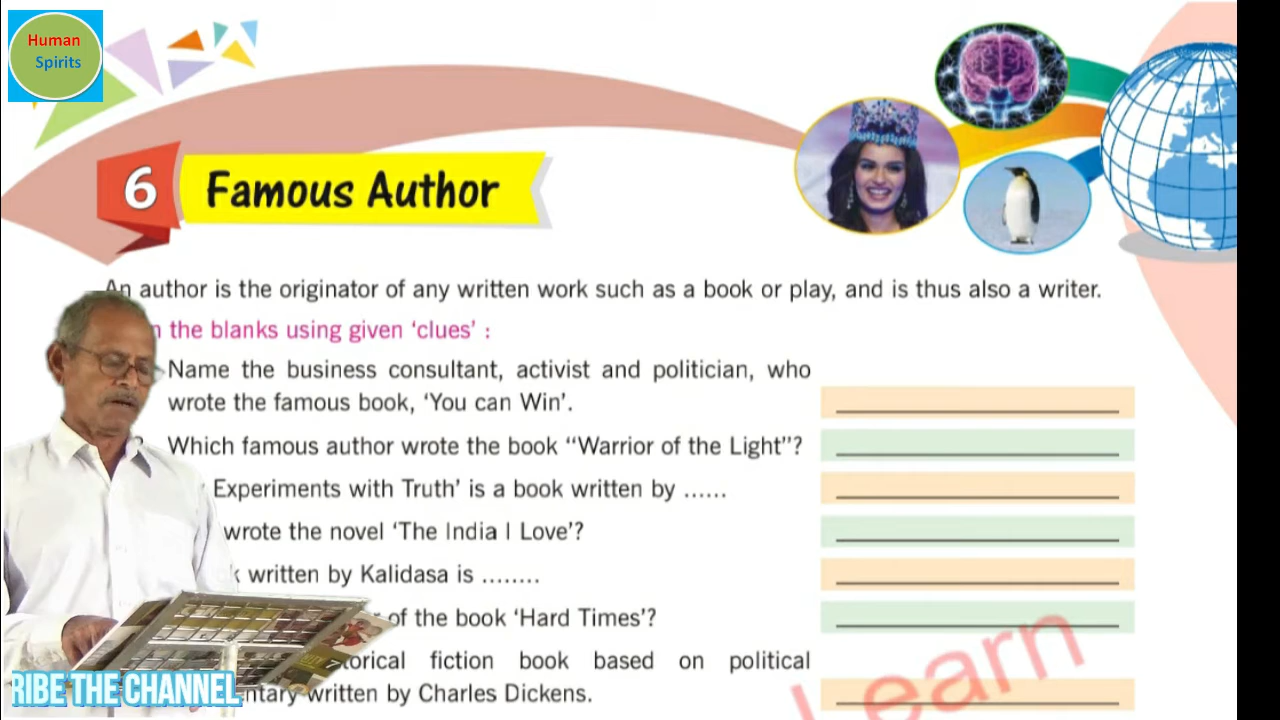 Human
Spirits
6
Famous Author
An author is the originator of any written work such as a book or play, and is thus also a writer.
the blanks using given ‘clues’ :
Name the business consultant, activist and politician, who
wrote the famous book, ‘You can Win’.
Which famous author wrote the book “Warrior of the Light”?
Experiments with Truth’ is a book written by ......
wrote the novel ‘The India I Love’?
written by Kalidasa is ........
of the book ‘Hard Times’?
fiction book based on political
written by Charles Dickens.
Learn
RIBE THE CHANNEL